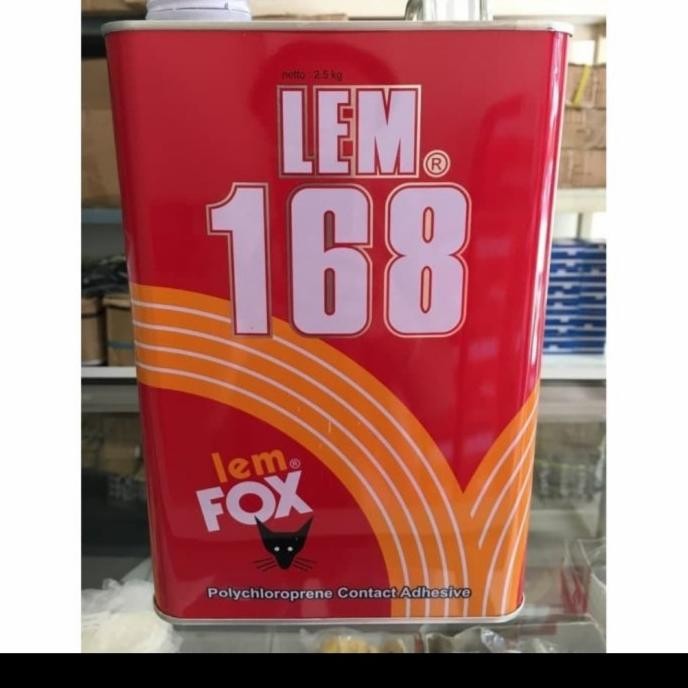 netto : 2.5 kg
LEM®
168
lem®
FOX
Polychloroprene Contact Adhesive